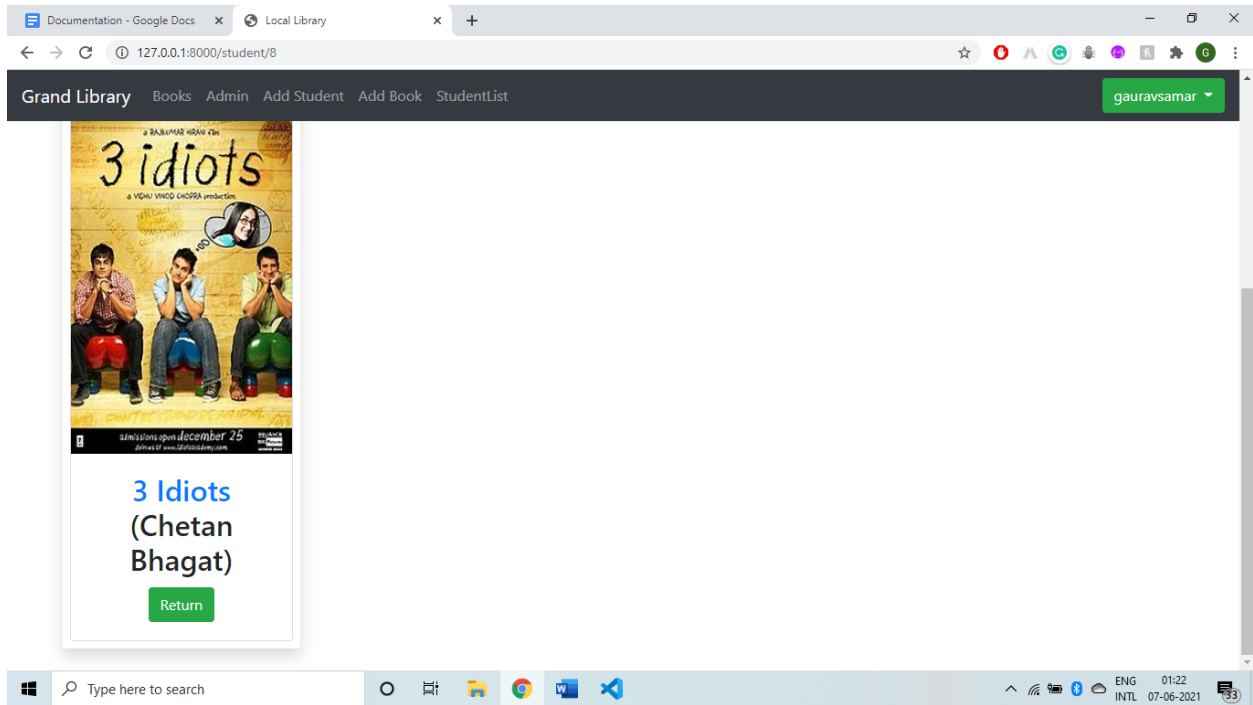 Documentation - Google Docs
Local Library
127.0.0.1:8000/student/8
G
Grand Library Books Admin Add Student Add Book StudentList
gauravsamar
a RAJKUMAR HIRANI film
3 idiots
a VIDHU VINOD CHOPRA production
admissions open december 25
3 Idiots
(Chetan
Bhagat)
Return
Type here to search
ENG
INTL
01:22
07-06-2021
33